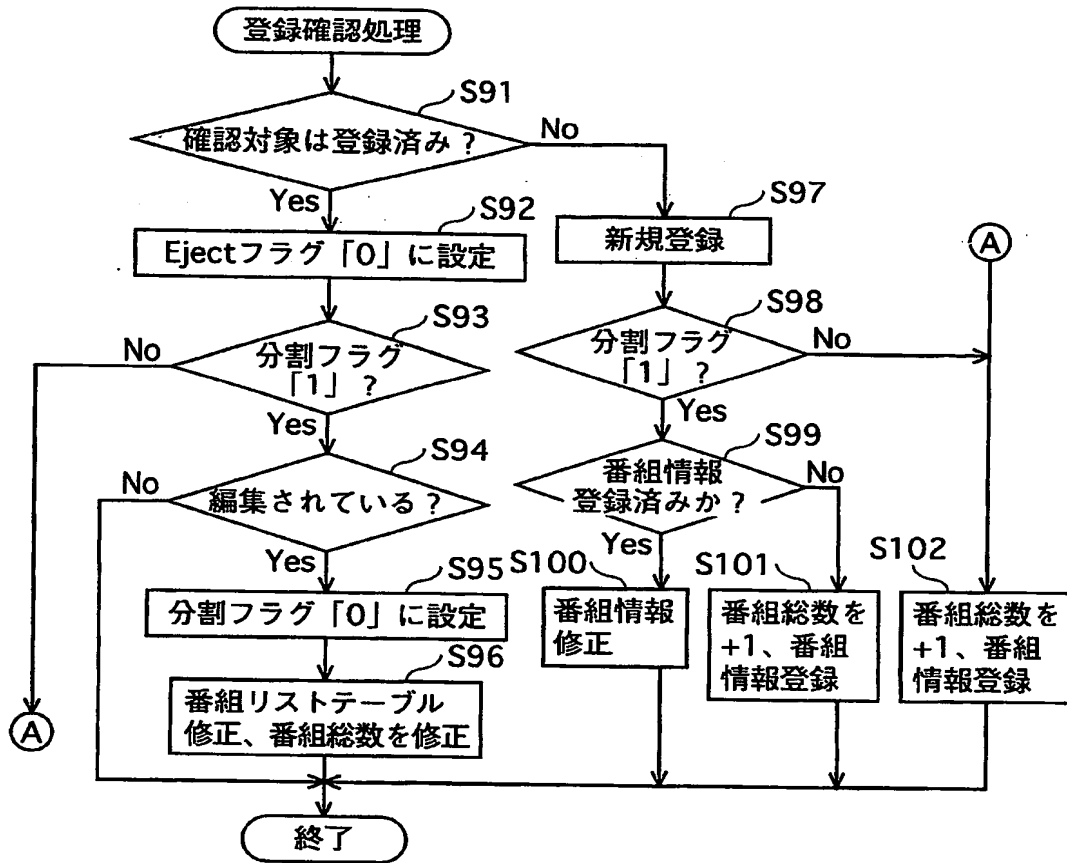 登録確認処理
S91
確認対象は登録済み？
No
Yes
S92
Ejectフラグ「0」に設定
S97
新規登録
A
S93
分割フラグ
「1」？
No
Yes
S98
分割フラグ
「1」？
No
Yes
S94
編集されている？
No
Yes
S99
番組情報
登録済みか？
No
Yes
S95
分割フラグ「0」に設定
S96
番組リストテーブル
修正、番組総数を修正
S100
番組情報
修正
S101
番組総数を
+1、番組
情報登録
S102
番組総数を
+1、番組
情報登録
A
終了